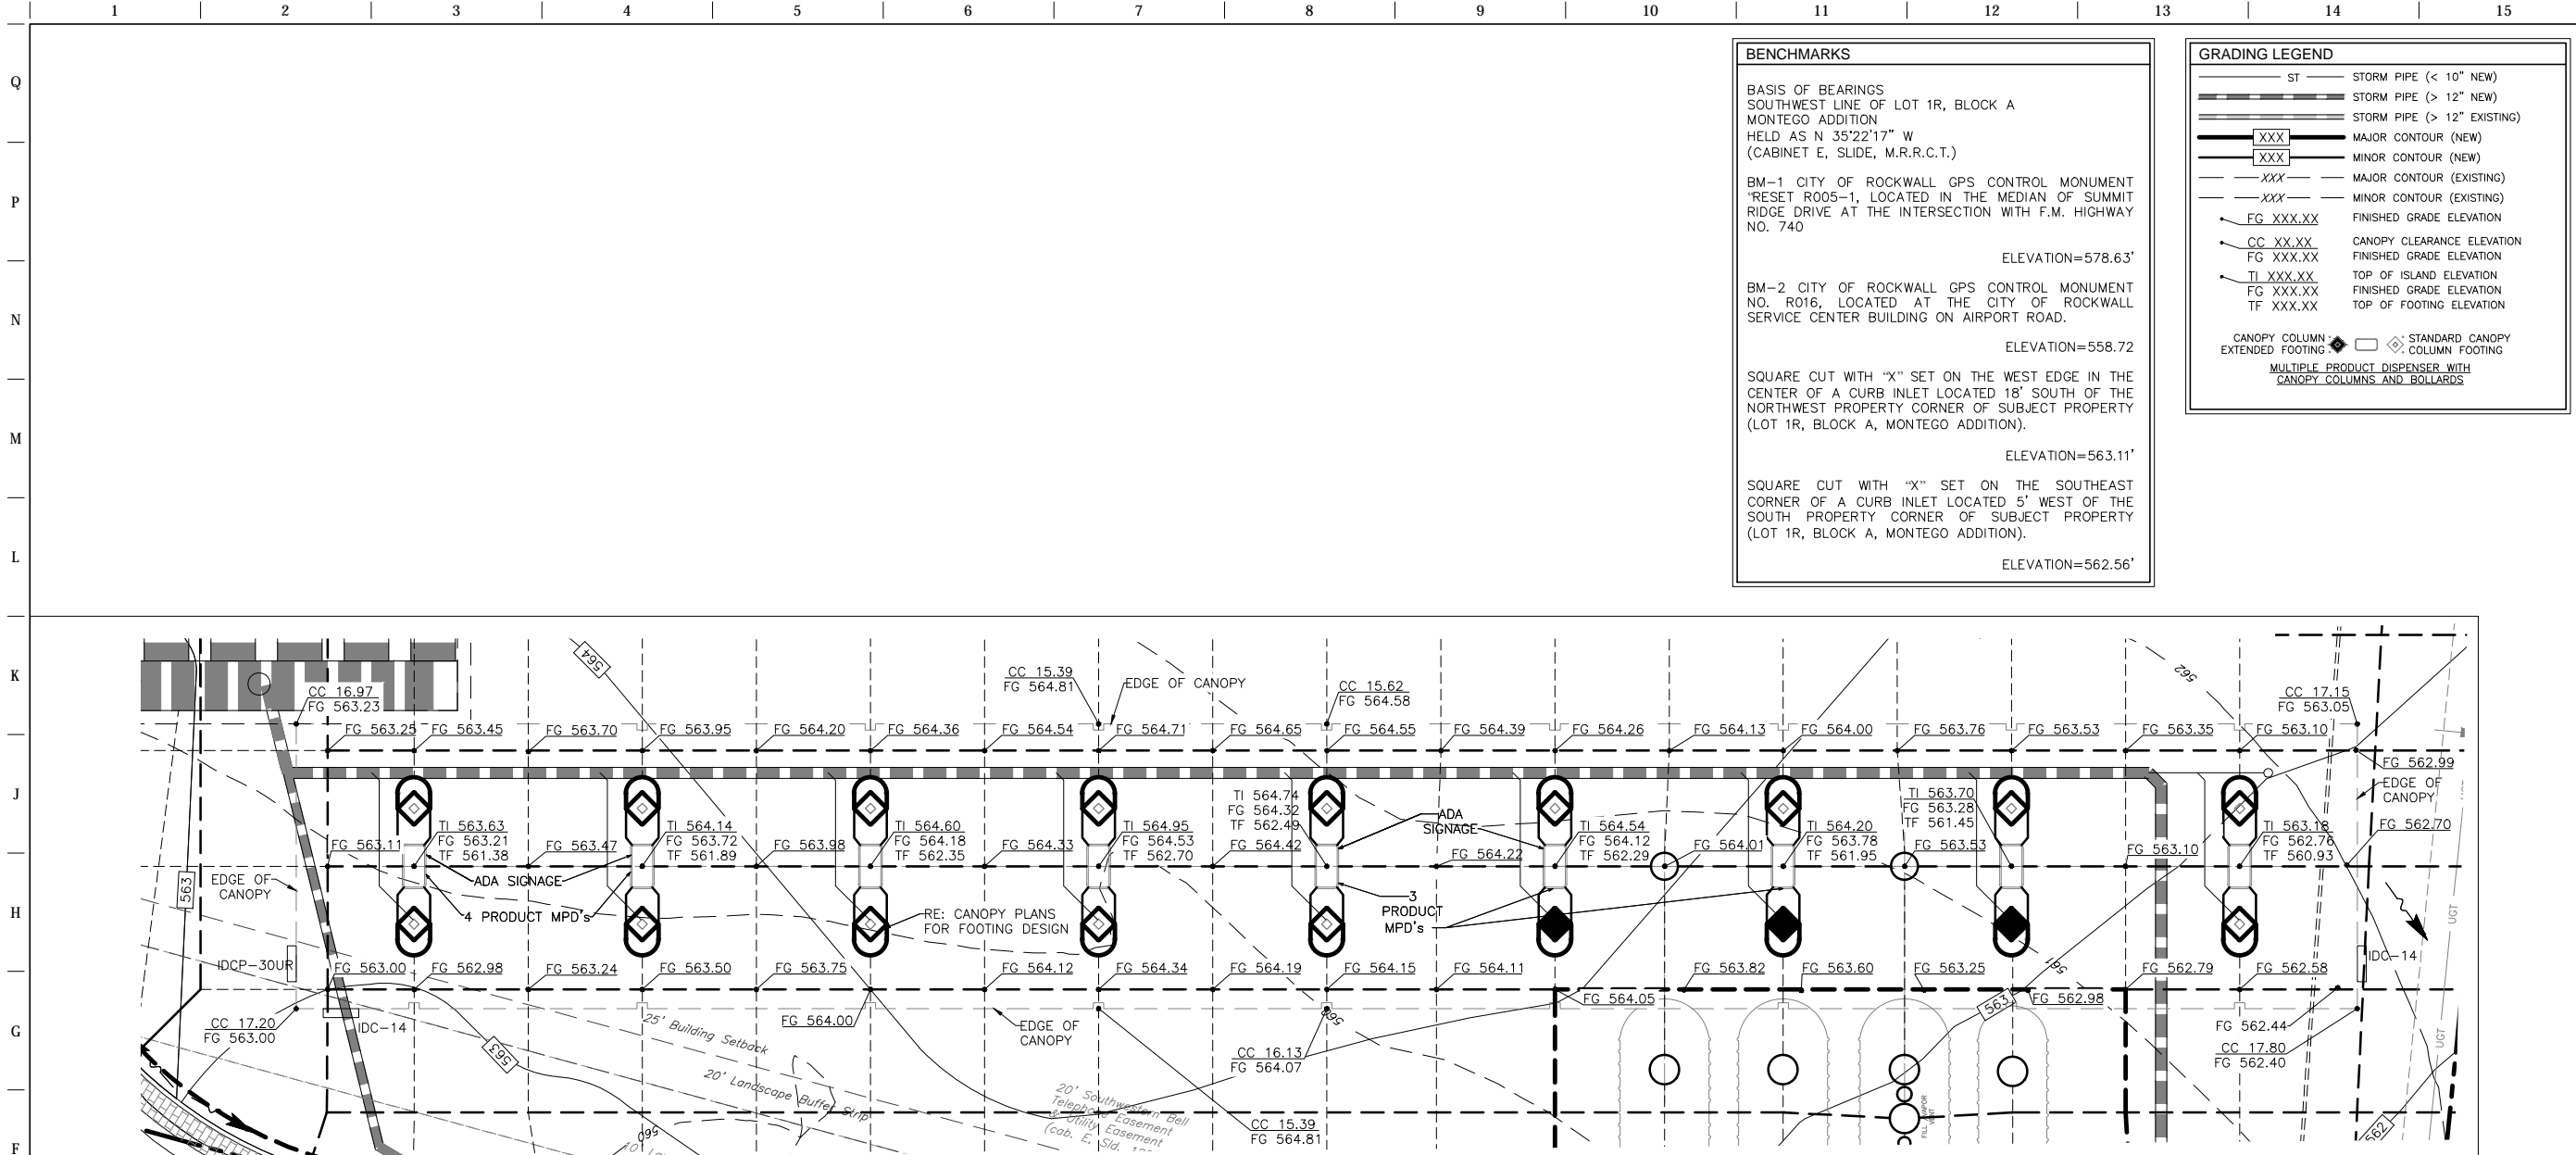 1 2 3 4 5 6 7 8 9 10 11 12 13 14 15
Q
P
N
M
L
K
J
H
G
F
BENCHMARKS
BASIS OF BEARINGS
SOUTHWEST LINE OF LOT 1R, BLOCK A
MONTEGO ADDITION
HELD AS N 35°22'17" W
(CABINET E, SLIDE, M.R.R.C.T.)
BM-1 CITY OF ROCKWALL GPS CONTROL MONUMENT
"RESET R005-1, LOCATED IN THE MEDIAN OF SUMMIT
RIDGE DRIVE AT THE INTERSECTION WITH F.M. HIGHWAY
NO. 740
ELEVATION=578.63'
BM-2 CITY OF ROCKWALL GPS CONTROL MONUMENT
NO. R016, LOCATED AT THE CITY OF ROCKWALL
SERVICE CENTER BUILDING ON AIRPORT ROAD.
ELEVATION=558.72
SQUARE CUT WITH "X" SET ON THE WEST EDGE IN THE
CENTER OF A CURB INLET LOCATED 18' SOUTH OF THE
NORTHWEST PROPERTY CORNER OF SUBJECT PROPERTY
(LOT 1R, BLOCK A, MONTEGO ADDITION).
ELEVATION=563.11'
SQUARE CUT WITH "X" SET ON THE SOUTHEAST
CORNER OF A CURB INLET LOCATED 5' WEST OF THE
SOUTH PROPERTY CORNER OF SUBJECT PROPERTY
(LOT 1R, BLOCK A, MONTEGO ADDITION).
ELEVATION=562.56'
GRADING LEGEND
ST STORM PIPE (< 10" NEW)
STORM PIPE (> 12" NEW)
STORM PIPE (> 12" EXISTING)
XXX MAJOR CONTOUR (NEW)
XXX MINOR CONTOUR (NEW)
XXX MAJOR CONTOUR (EXISTING)
XXX MINOR CONTOUR (EXISTING)
FG XXX.XX FINISHED GRADE ELEVATION
CC XX.XX CANOPY CLEARANCE ELEVATION
FG XXX.XX FINISHED GRADE ELEVATION
TI XXX.XX TOP OF ISLAND ELEVATION
FG XXX.XX FINISHED GRADE ELEVATION
TF XXX.XX TOP OF FOOTING ELEVATION
CANOPY COLUMN
EXTENDED FOOTING
STANDARD CANOPY
COLUMN FOOTING
MULTIPLE PRODUCT DISPENSER WITH
CANOPY COLUMNS AND BOLLARDS
564
562
CC 16.97
FG 563.23
CC 15.39
FG 564.81
EDGE OF CANOPY
CC 15.62
FG 564.58
CC 17.15
FG 563.05
FG 563.25 FG 563.45 FG 563.70 FG 563.95 FG 564.20 FG 564.36 FG 564.54 FG 564.71 FG 564.65 FG 564.55 FG 564.39 FG 564.26 FG 564.13 FG 564.00 FG 563.76 FG 563.53 FG 563.35 FG 563.10
FG 562.99
EDGE OF
CANOPY
FG 562.70
TI 563.63
FG 563.21
TF 561.38
TI 564.14
FG 563.72
TF 561.89
TI 564.60
FG 564.18
TF 562.35
TI 564.95
FG 564.53
TF 562.70
TI 564.74
FG 564.32
TF 562.49
ADA
SIGNAGE
TI 564.54
FG 564.12
TF 562.29
TI 564.20
FG 563.78
TF 561.95
TI 563.70
FG 563.28
TF 561.45
TI 563.18
FG 562.76
TF 560.93
FG 563.11 FG 563.47 FG 563.98 FG 564.33 FG 564.42 FG 564.22 FG 564.01 FG 563.53 FG 563.10
563
EDGE OF
CANOPY
ADA SIGNAGE
4 PRODUCT MPD's
RE: CANOPY PLANS
FOR FOOTING DESIGN
3
PRODUCT
MPD's
UGT
IDCP-30UR
IDC-14
561
FG 563.00 FG 562.98 FG 563.24 FG 563.50 FG 563.75 FG 564.12 FG 564.34 FG 564.19 FG 564.15 FG 564.11 FG 563.82 FG 563.60 FG 563.25 FG 562.79 FG 562.58
FG 564.05
FG 562.98
563
FG 564.00
CC 17.20
FG 563.00
IDC-14
563
25' Building Setback
EDGE OF
CANOPY
FG 562.44
CC 17.80
FG 562.40
UGT
CC 16.13
FG 564.07
20' Landscape Buffer Strip
20' Southwestern Bell
Telephone Easement
& Utility Easement
(cab. E, Sld.
560
CC 15.39
FG 564.81
VAPOR
VENT
FILL
562